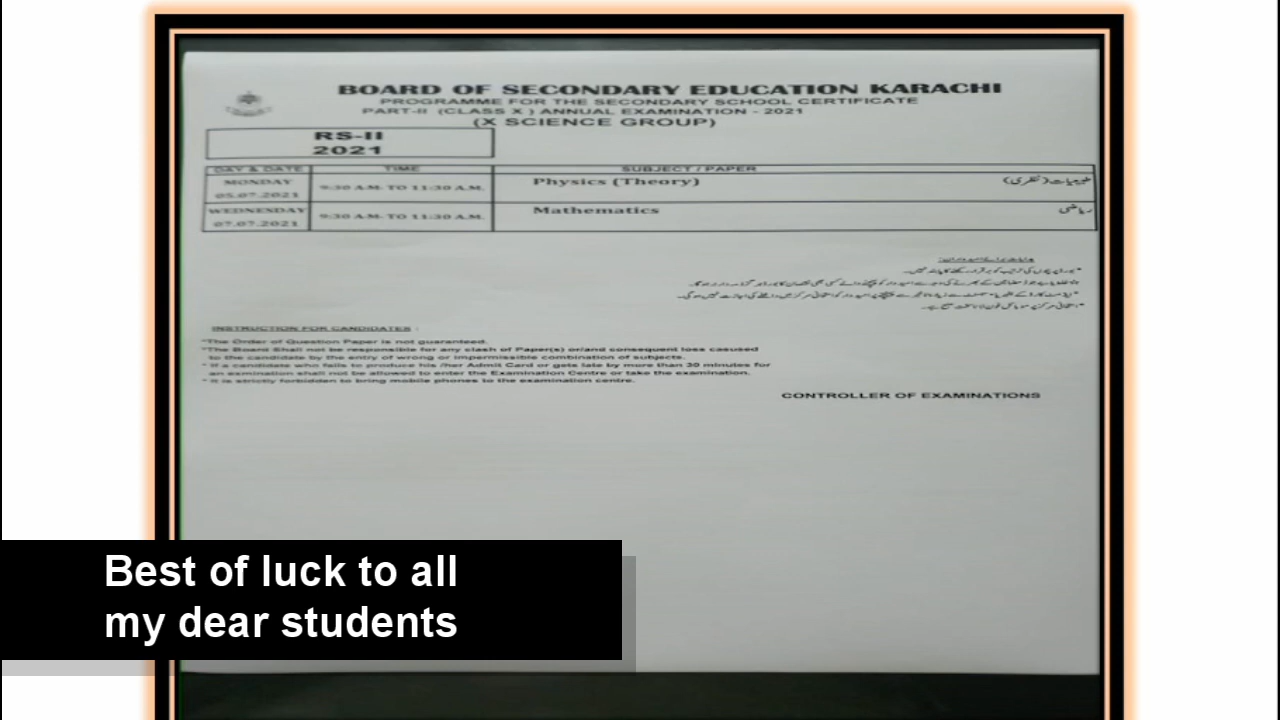 BOARD OF SECONDARY EDUCATION KARACHI
PROGRAMME FOR THE SECONDARY SCHOOL CERTIFICATE
PART-II (CLASS X ) ANNUAL EXAMINATION - 2021
(X SCIENCE GROUP)
RS-II
2021
DAY & DATE TIME SUBJECT / PAPER
MONDAY
05.07.2021
9:30 A.M- TO 11:30 A.M.
Physics (Theory) طبیعیات (نظری)
WEDNESDAY
07.07.2021
9:30 A.M- TO 11:30 A.M.
Mathematics ریاضی
INSTRUCTION FOR CANDIDATES :
*The Order of Question Paper is not guaranteed.
*The Board Shall not be responsible for any clash of Paper(s) or/and consequent loss casused
to the candidate by the entry of wrong or impermissible combination of subjects.
* If a candidate who fails to produce his /her Admit Card or gets late by more than 30 minutes for
an exmination shall not be allowed to enter the Examination Centre or take the examination.
* It is strictly forbidden to bring mobile phones to the examination centre.
CONTROLLER OF EXAMINATIONS
Best of luck to all
my dear students